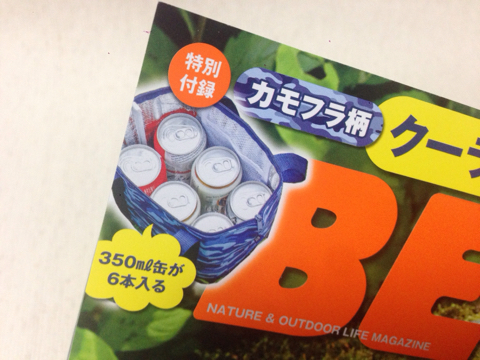 特別
付録
カモフラ柄
クーラ
BE
350ml缶が
6本入る
NATURE & OUTDOOR LIFE MAGAZINE